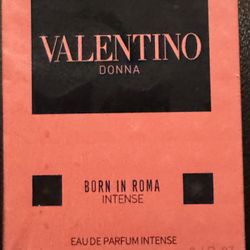 VALENTINO
DONNA
BORN IN ROMA
INTENSE
EAU DE PARFUM INTENSE